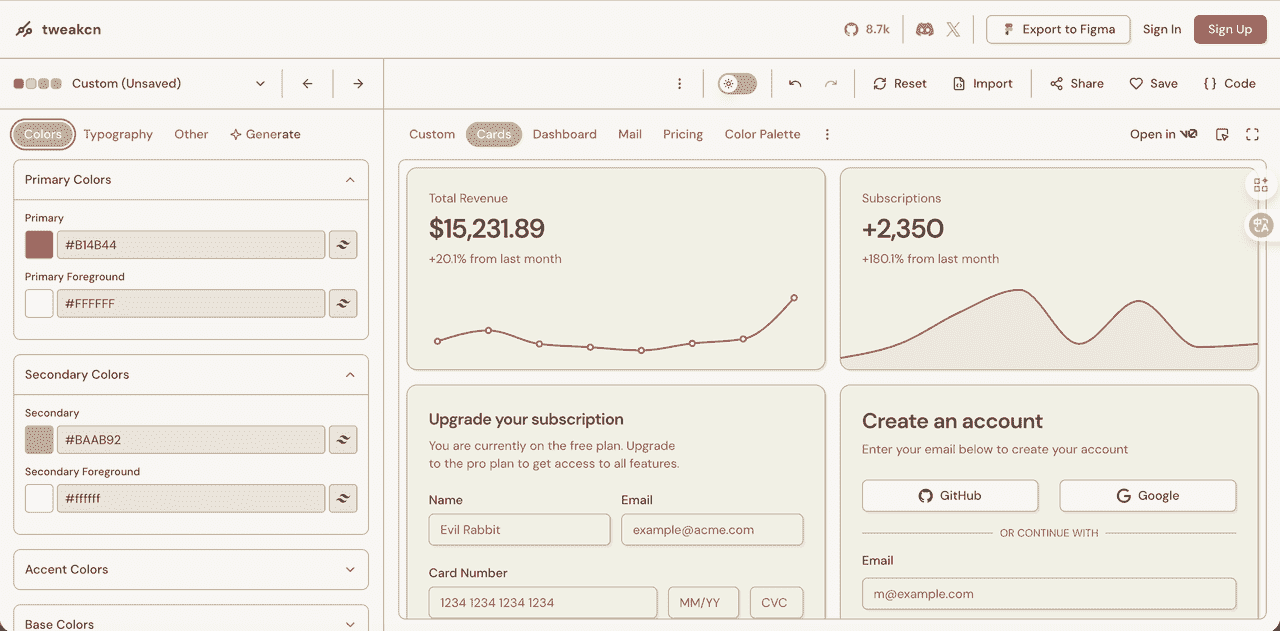 tweakcn
8.7k
Export to Figma
Sign In
Sign Up
Custom (Unsaved)
Reset
Import
Share
Save
{ } Code
Colors
Typography
Other
Generate
Custom
Cards
Dashboard
Mail
Pricing
Color Palette
Open in v0
Primary Colors
Primary
#B14B44
Primary Foreground
#FFFFFF
Secondary Colors
Secondary
#BAAB92
Secondary Foreground
#ffffff
Accent Colors
Base Colors
Total Revenue
$15,231.89
+20.1% from last month
Subscriptions
+2,350
+180.1% from last month
Upgrade your subscription
You are currently on the free plan. Upgrade
to the pro plan to get access to all features.
Name
Email
Evil Rabbit
example@acme.com
Card Number
1234 1234 1234 1234
MM/YY
CVC
Create an account
Enter your email below to create your account
GitHub
Google
OR CONTINUE WITH
Email
m@example.com